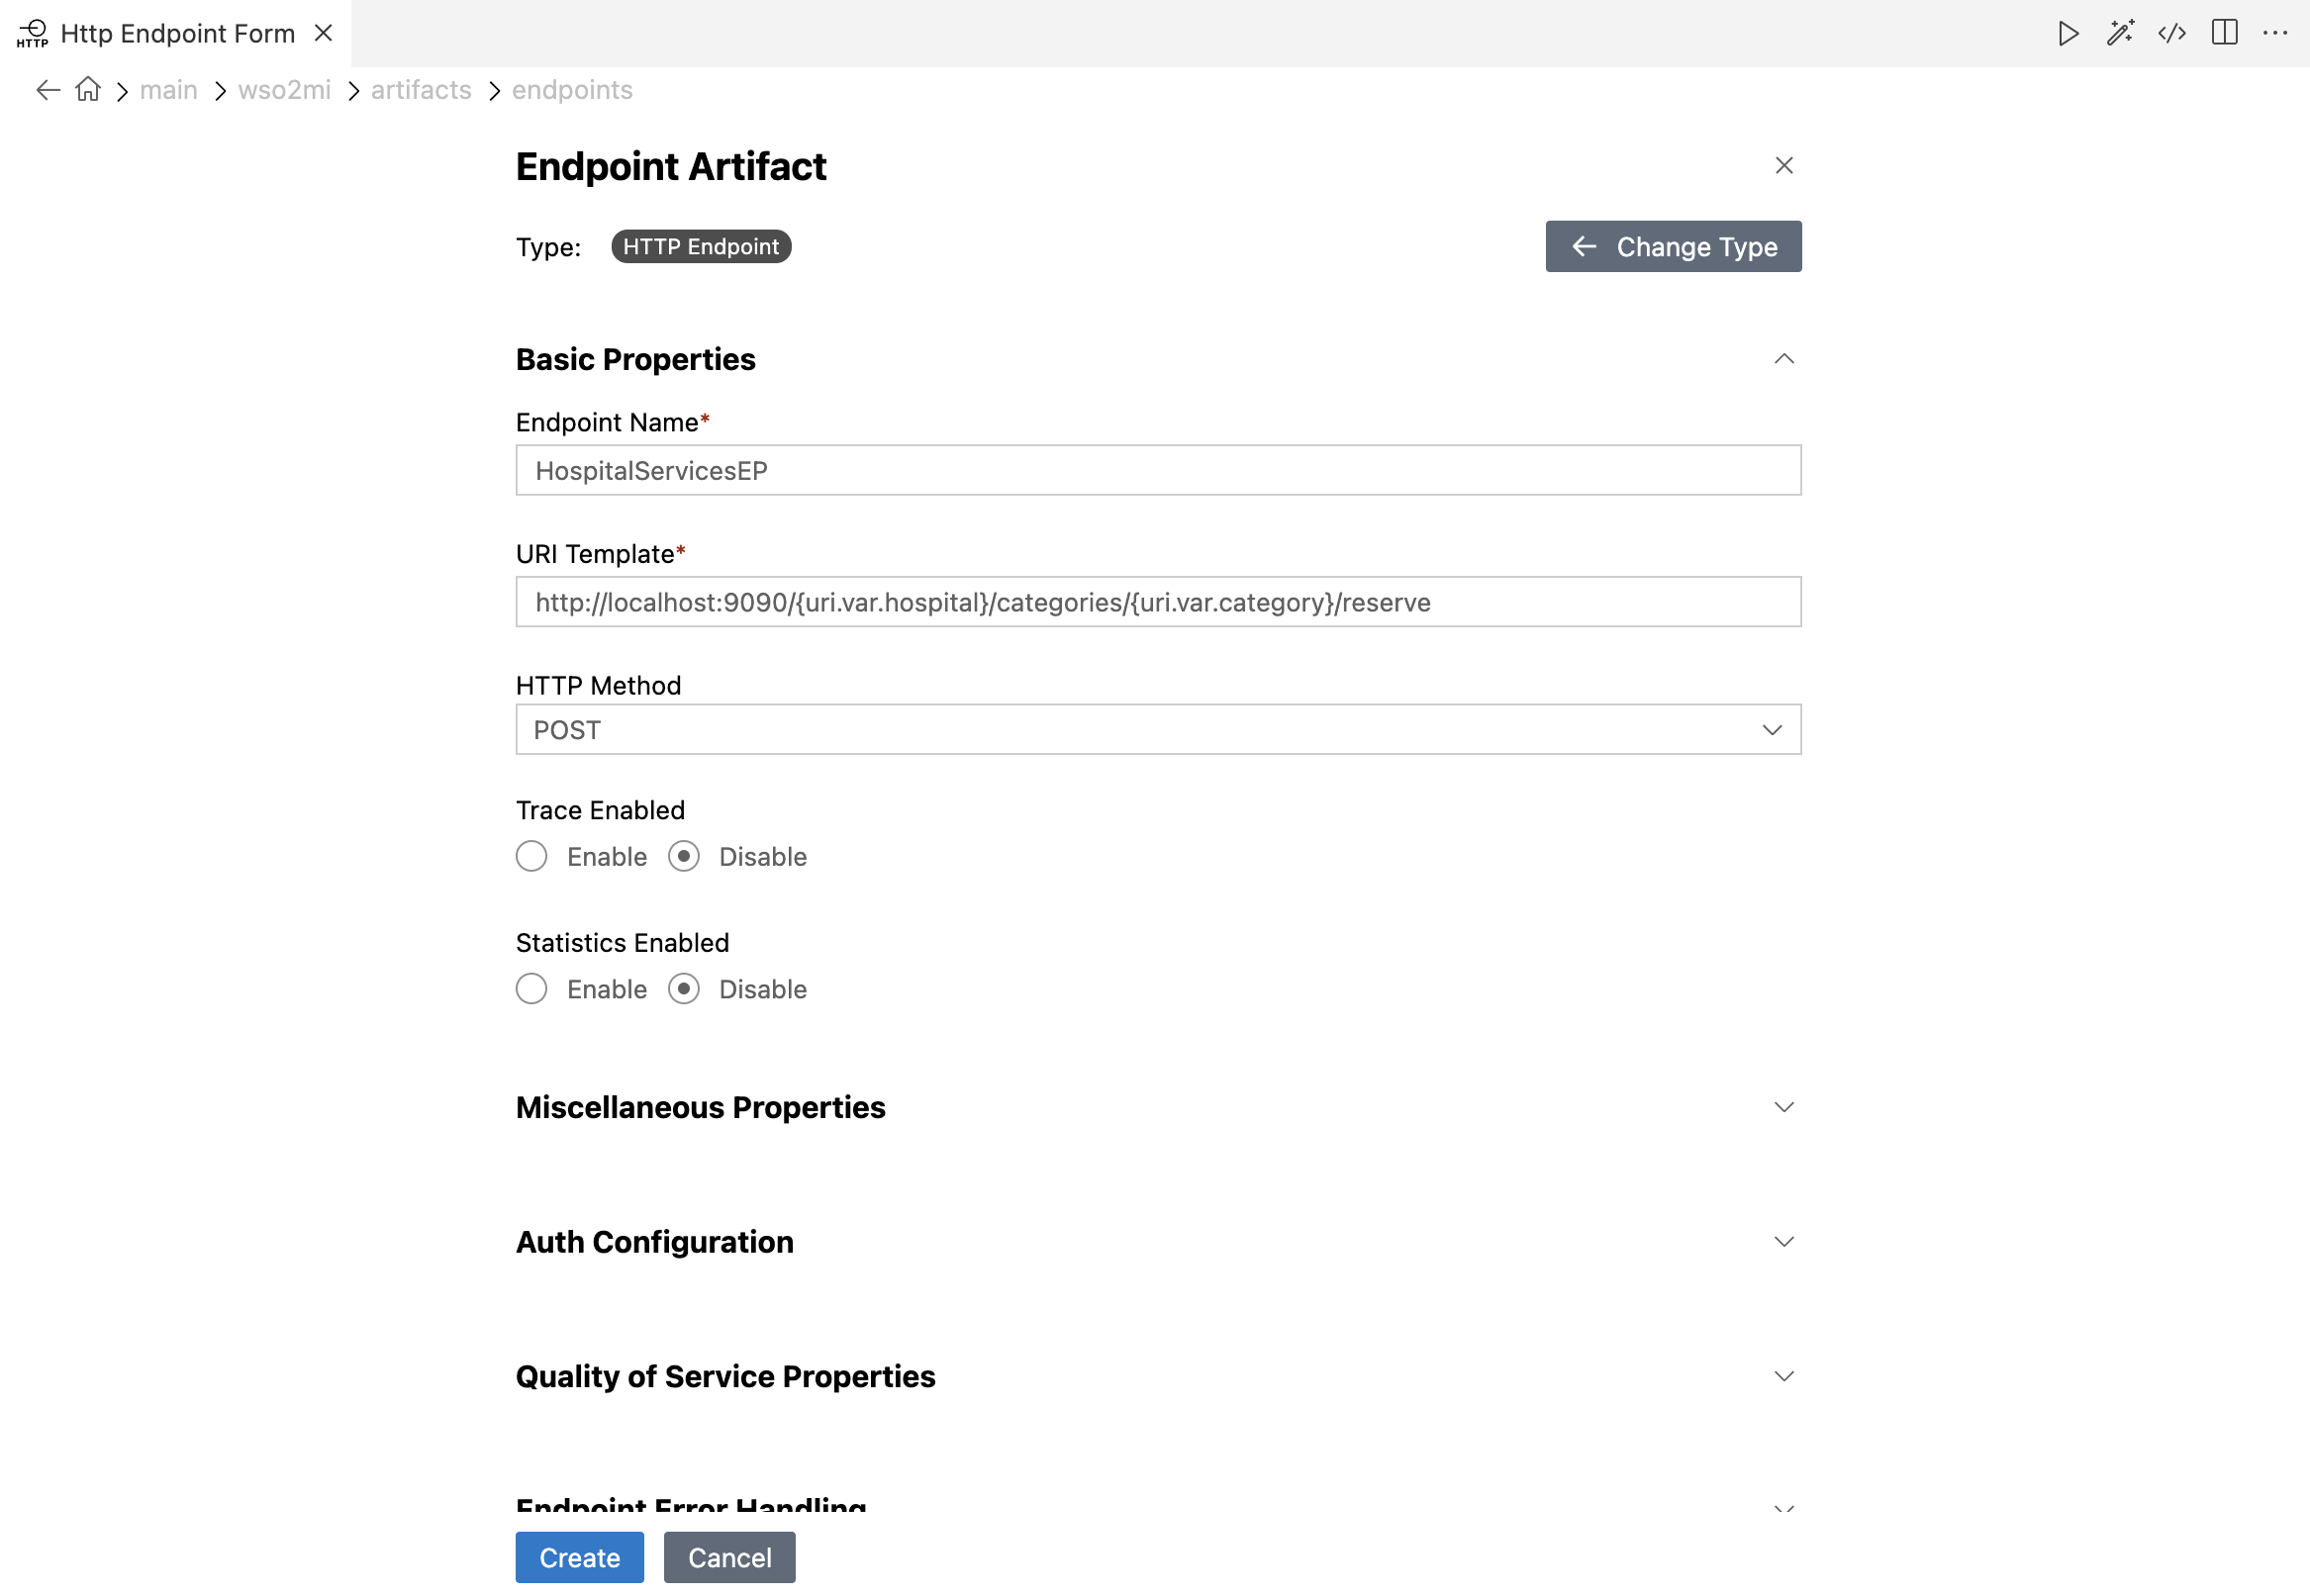 HTTP Http Endpoint Form
main wso2mi artifacts endpoints
Endpoint Artifact
Type: HTTP Endpoint Change Type
Basic Properties
Endpoint Name*
HospitalServicesEP
URI Template*
http://localhost:9090/{uri.var.hospital}/categories/{uri.var.category}/reserve
HTTP Method
POST
Trace Enabled
Enable Disable
Statistics Enabled
Enable Disable
Miscellaneous Properties
Auth Configuration
Quality of Service Properties
Endpoint Error Handling
Create Cancel